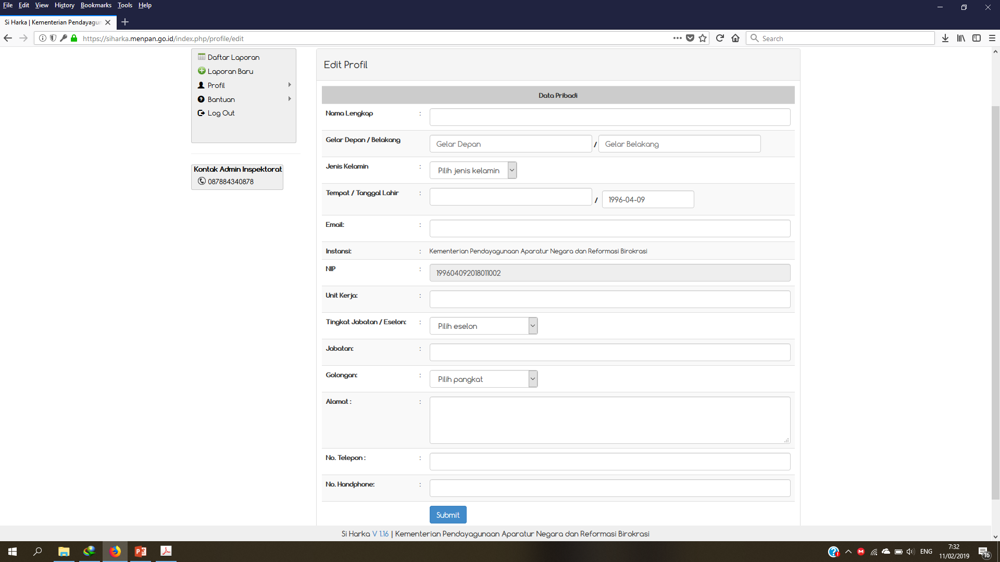 File Edit View History Bookmarks Tools Help
Si Harka | Kementerian Pendayagun
https://siharka.menpan.go.id/index.php/profile/edit
Search
Daftar Laporan
Laporan Baru
Profil
Bantuan
Log Out
Kontak Admin Inspektorat
087884340878
Edit Profil
Data Pribadi
Nama Lengkap :
Gelar Depan / Belakang Gelar Depan / Gelar Belakang
Jenis Kelamin : Pilih jenis kelamin
Tempat / Tanggal Lahir : / 1996-04-09
Email: :
Instansi: : Kementerian Pendayagunaan Aparatur Negara dan Reformasi Birokrasi
NIP : 199604092018011002
Unit Kerja: :
Tingkat Jabatan / Eselon: : Pilih eselon
Jabatan: :
Golongan: : Pilih pangkat
Alamat : :
No. Telepon : :
No. Handphone: :
Submit
Si Harka V 1.16 | Kementerian Pendayagunaan Aparatur Negara dan Reformasi Birokrasi
ENG
7:32
11/02/2019
16